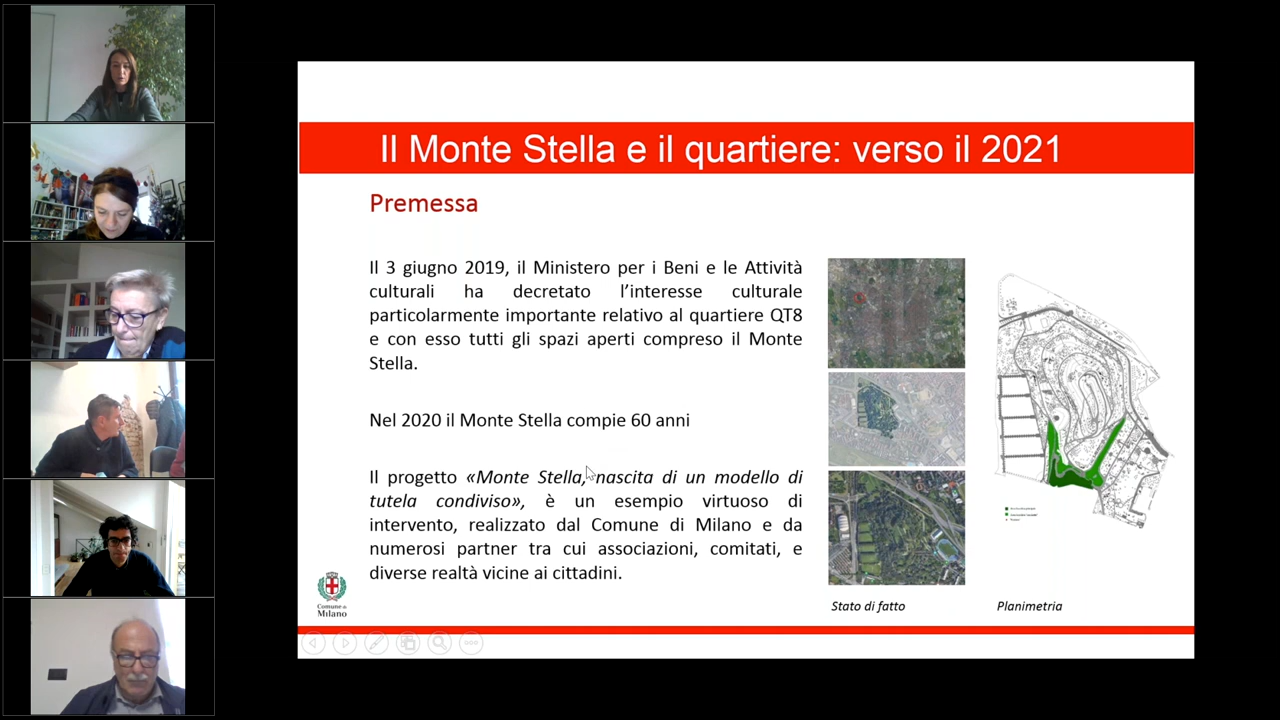 Il Monte Stella e il quartiere: verso il 2021
Premessa
Il 3 giugno 2019, il Ministero per i Beni e le Attività
culturali ha decretato l’interesse culturale
particolarmente importante relativo al quartiere QT8
e con esso tutti gli spazi aperti compreso il Monte
Stella.
Nel 2020 il Monte Stella compie 60 anni
Il progetto «Monte Stella, nascita di un modello di
tutela condiviso», è un esempio virtuoso di
intervento, realizzato dal Comune di Milano e da
numerosi partner tra cui associazioni, comitati, e
diverse realtà vicine ai cittadini.
Comune di
Milano
Stato di fatto
Planimetria